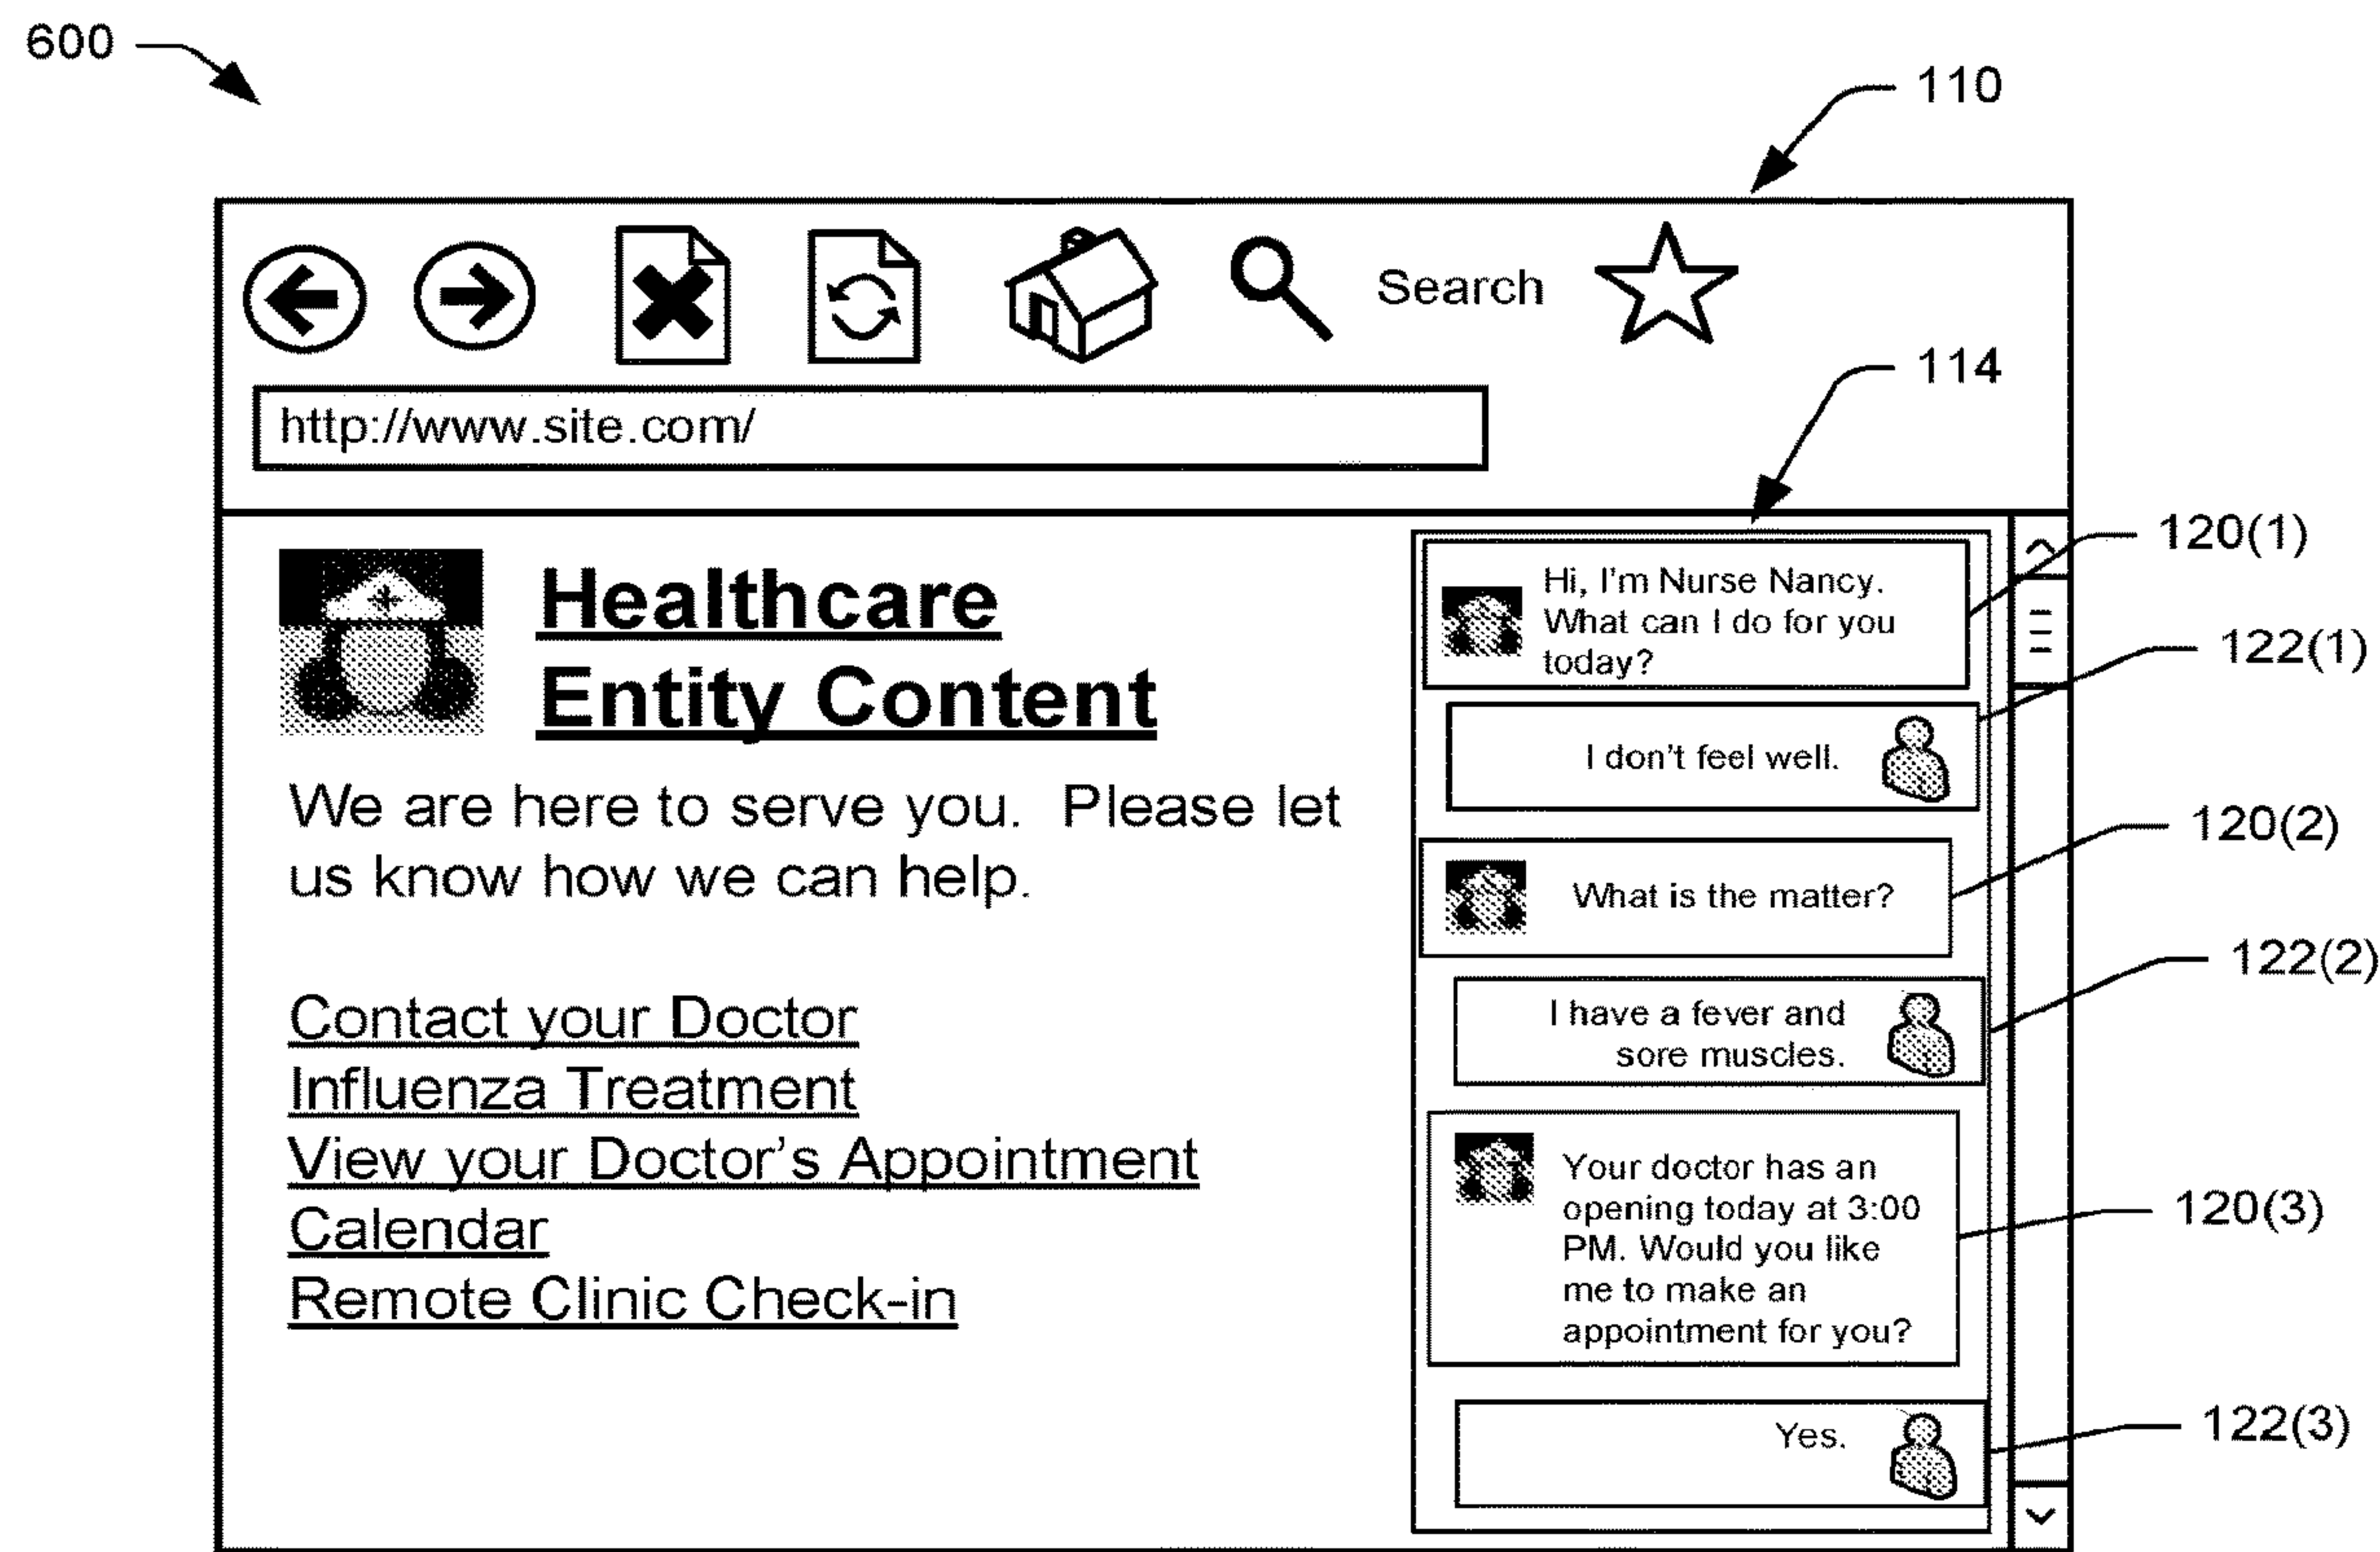 600
110
Search
http://www.site.com/
114
Healthcare
Entity Content
We are here to serve you.  Please let
us know how we can help.
Contact your Doctor
Influenza Treatment
View your Doctor's Appointment
Calendar
Remote Clinic Check-in
Hi, I'm Nurse Nancy.
What can I do for you
today?
120(1)
I don't feel well.
122(1)
What is the matter?
120(2)
I have a fever and
sore muscles.
122(2)
Your doctor has an
opening today at 3:00
PM. Would you like
me to make an
appointment for you?
120(3)
Yes.
122(3)